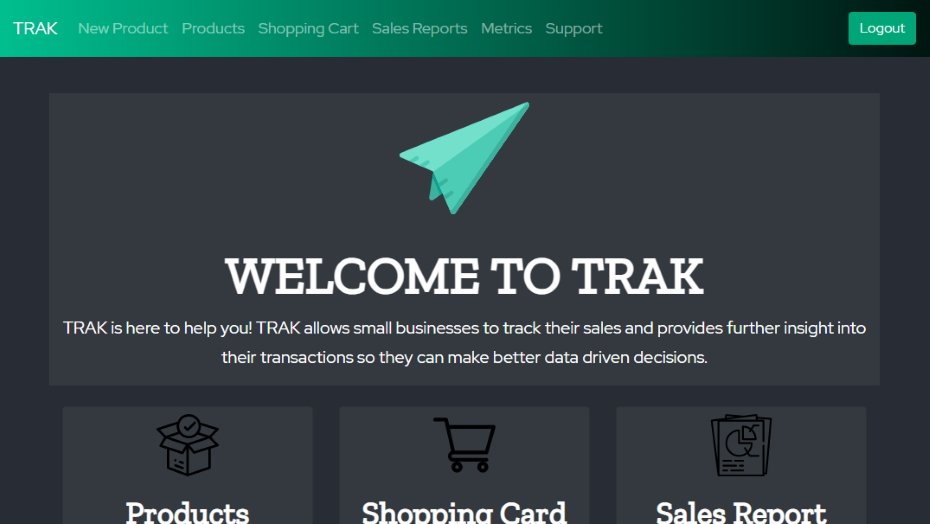 TRAK New Product Products Shopping Cart Sales Reports Metrics Support Logout
WELCOME TO TRAK
TRAK is here to help you! TRAK allows small businesses to track their sales and provides further insight into
their transactions so they can make better data driven decisions.
Products Shopping Card Sales Report